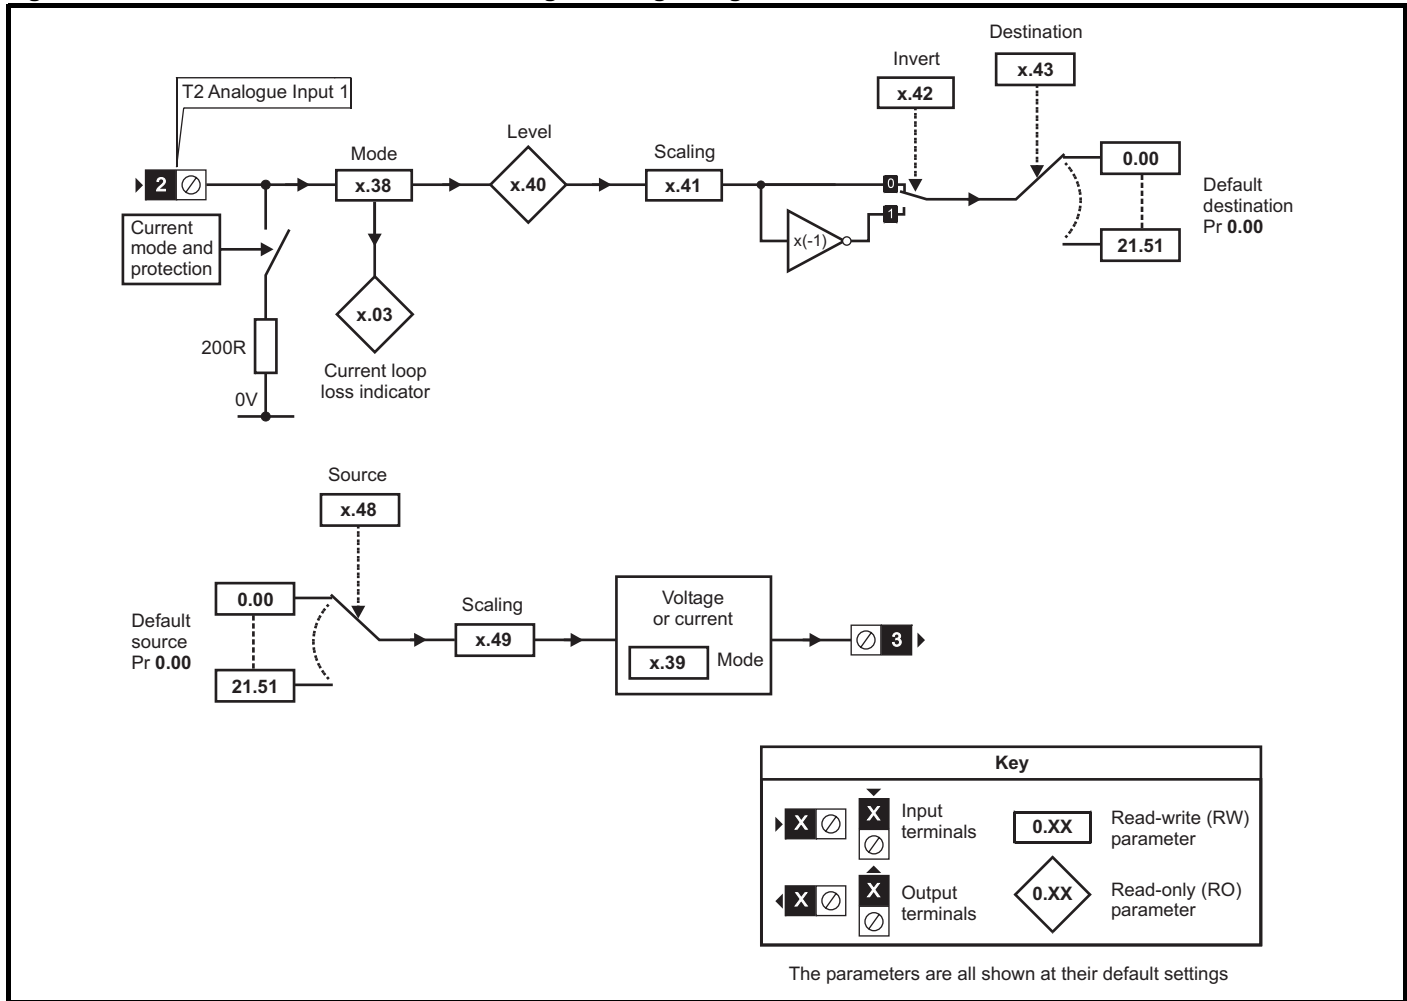 T2 Analogue Input 1
2
Current
mode and
protection
200R
0V
Mode
x.38
x.03
Current loop
loss indicator
Level
x.40
Scaling
x.41
x(-1)
Invert
x.42
0
1
Destination
x.43
0.00
21.51
Default
destination
Pr 0.00
Source
x.48
Default
source
Pr 0.00
0.00
21.51
Scaling
x.49
Voltage
or current
x.39
Mode
3
Key
X
X
Input
terminals
0.XX
Read-write (RW)
parameter
X
X
Output
terminals
0.XX
Read-only (RO)
parameter
The parameters are all shown at their default settings